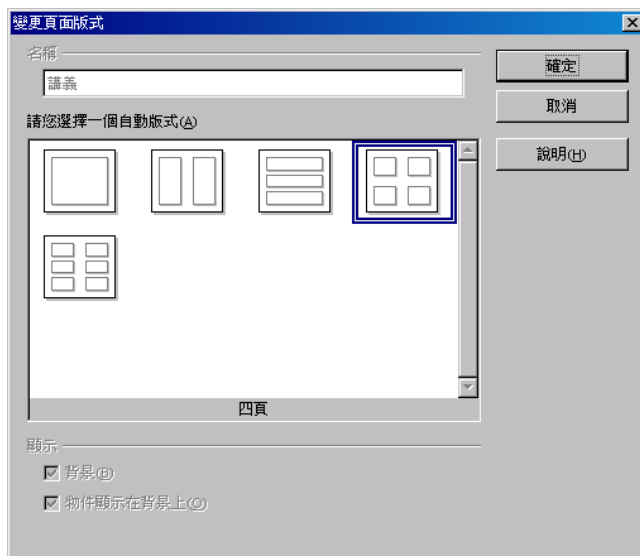 變更頁面版式
名稱
講義
請您選擇一個自動版式(A)
四頁
顯示
背景(B)
物件顯示在背景上(O)
確定
取消
說明(H)